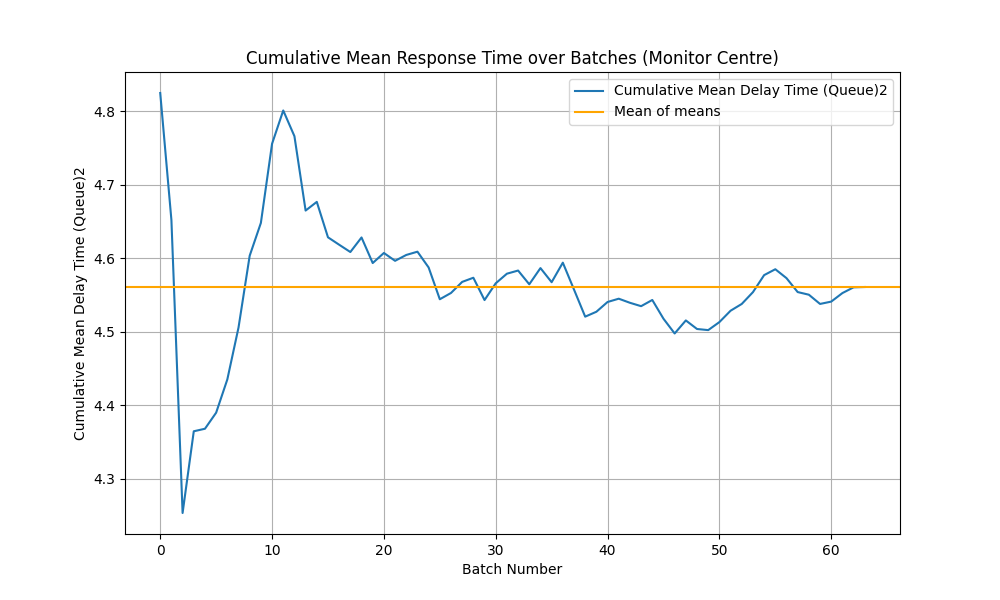 Cumulative Mean Response Time over Batches (Monitor Centre)
Cumulative Mean Delay Time (Queue)2
Mean of means
Cumulative Mean Delay Time (Queue)2
4.8
4.7
4.6
4.5
4.4
4.3
0 10 20 30 40 50 60
Batch Number